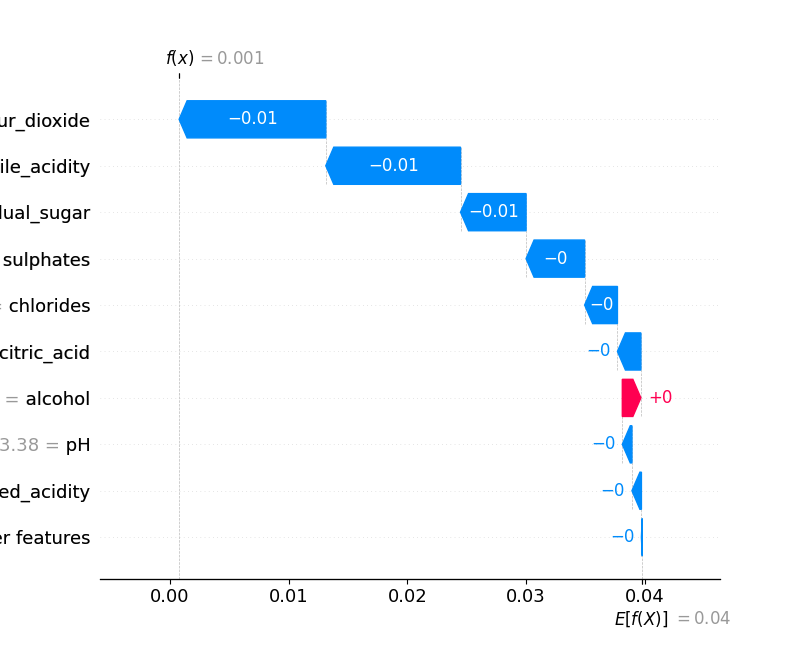 f(x) = 0.001
ur_dioxide
−0.01
ile_acidity
−0.01
lual_sugar
−0.01
sulphates
−0
= chlorides
−0
citric_acid
−0
= alcohol
+0
3.38 = pH
−0
ed_acidity
−0
er features
−0
0.00 0.01 0.02 0.03 0.04
E[f(X)] = 0.04